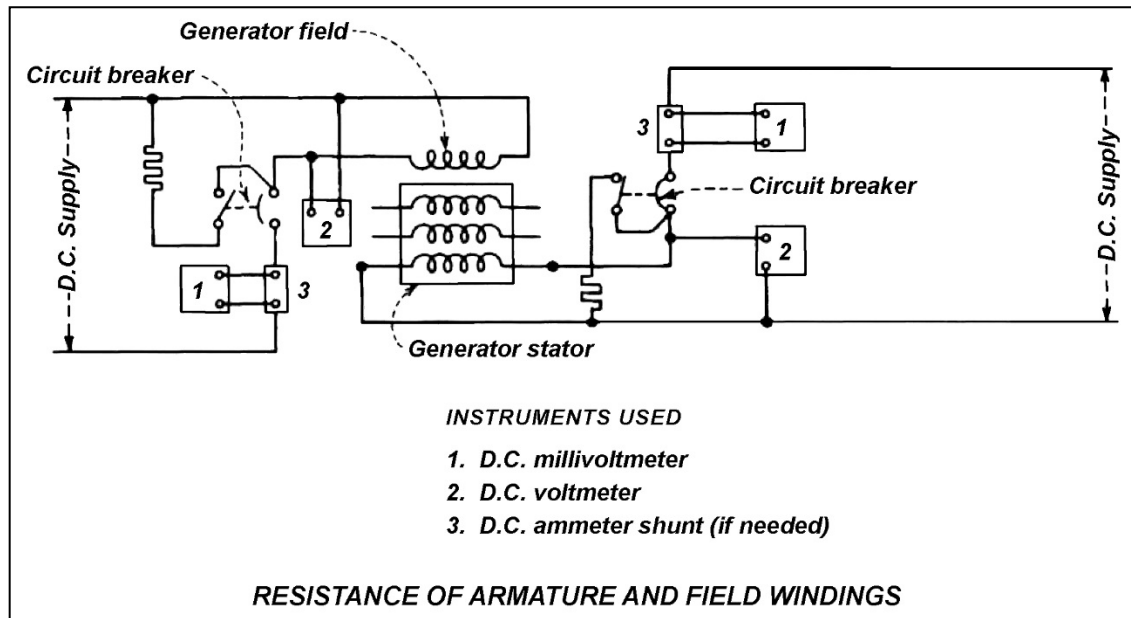 Generator field
Circuit breaker
D.C. Supply
2
1
3
Generator stator
3
1
Circuit breaker
2
D.C. Supply
INSTRUMENTS USED
1. D.C. millivoltmeter
2. D.C. voltmeter
3. D.C. ammeter shunt (if needed)
RESISTANCE OF ARMATURE AND FIELD WINDINGS